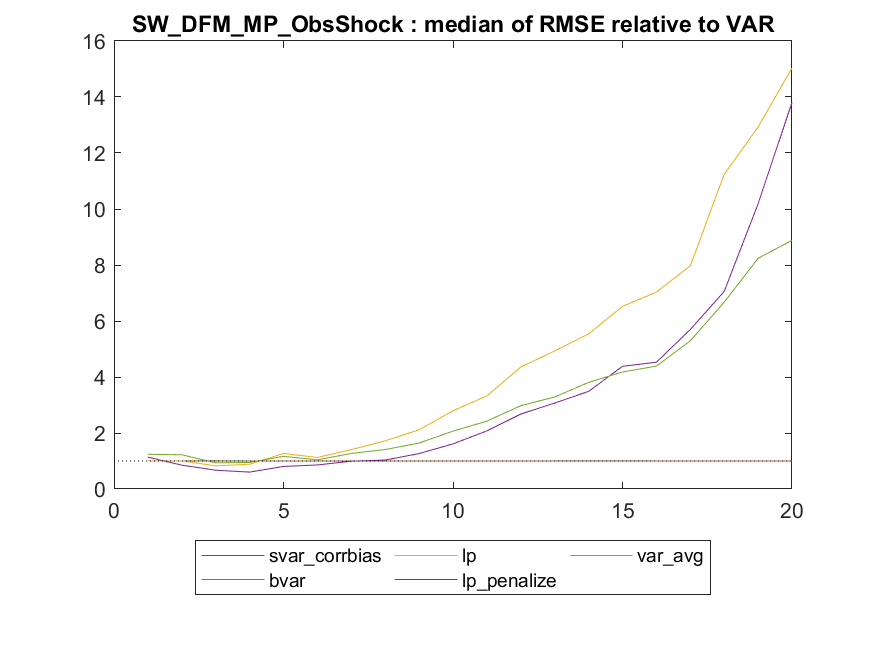 SW_DFM_MP_ObsShock : median of RMSE relative to VAR
16
14
12
10
8
6
4
2
0
0 5 10 15 20
svar_corrbias lp var_avg
bvar lp_penalize